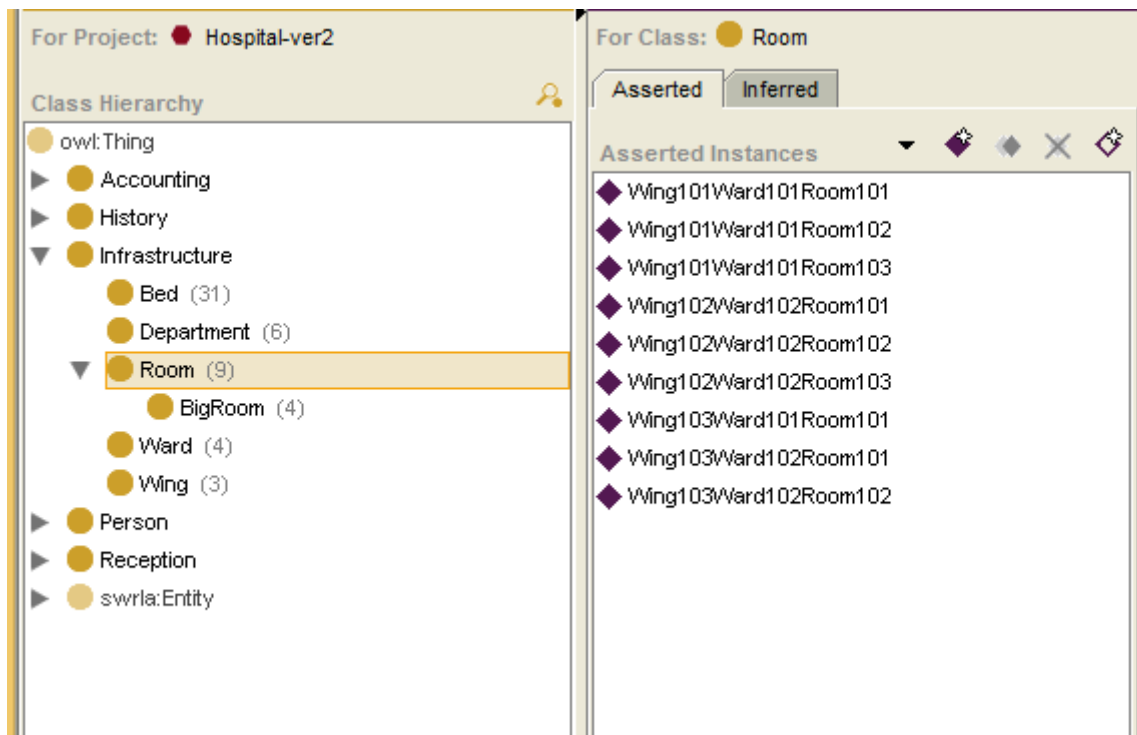 For Project: Hospital-ver2
Class Hierarchy
owl:Thing
Accounting
History
Infrastructure
Bed (31)
Department (6)
Room (9)
BigRoom (4)
Ward (4)
Wing (3)
Person
Reception
swrla:Entity
For Class: Room
Asserted Inferred
Asserted Instances
Wing101Ward101Room101
Wing101Ward101Room102
Wing101Ward101Room103
Wing102Ward102Room101
Wing102Ward102Room102
Wing102Ward102Room103
Wing103Ward101Room101
Wing103Ward102Room101
Wing103Ward102Room102